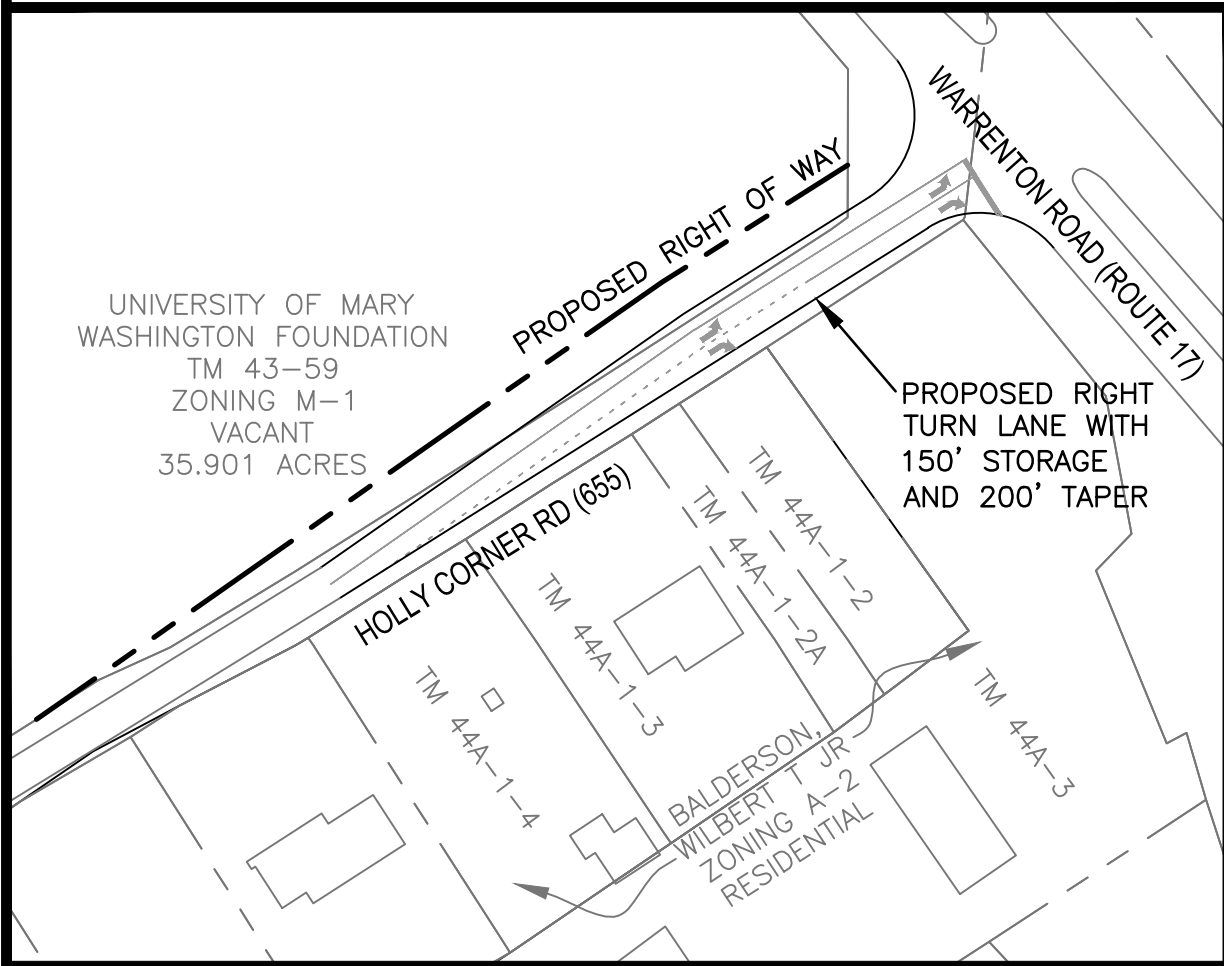 WARRENTON ROAD (ROUTE 17)
PROPOSED RIGHT OF WAY
UNIVERSITY OF MARY
WASHINGTON FOUNDATION
TM 43-59
ZONING M-1
VACANT
35.901 ACRES
PROPOSED RIGHT
TURN LANE WITH
150' STORAGE
AND 200' TAPER
HOLLY CORNER RD (655)
TM 44A-1-2
TM 44A-1-2A
TM 44A-1-3
TM 44A-1-4
TM 44A-3
BALDERSON,
WILBERT T JR
ZONING A-2
RESIDENTIAL